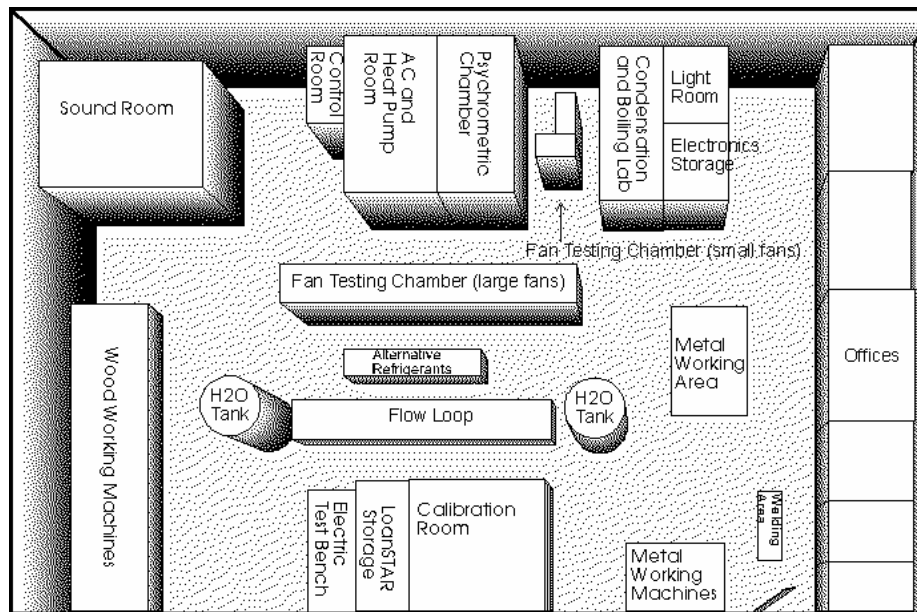 Sound Room
Control
Room
AC and
Heat Pump
Room
Psychrometric
Chamber
Condensation
and Boiling Lab
Light
Room
Electronics
Storage
Fan Testing Chamber (small fans)
Fan Testing Chamber (large fans)
Wood Working Machines
Alternative
Refrigerants
H2O
Tank
Flow Loop
H2O
Tank
Metal
Working
Area
Offices
Electric
Test Bench
LoanSTAR
Storage
Calibration
Room
Welding
Area
Metal
Working
Machines